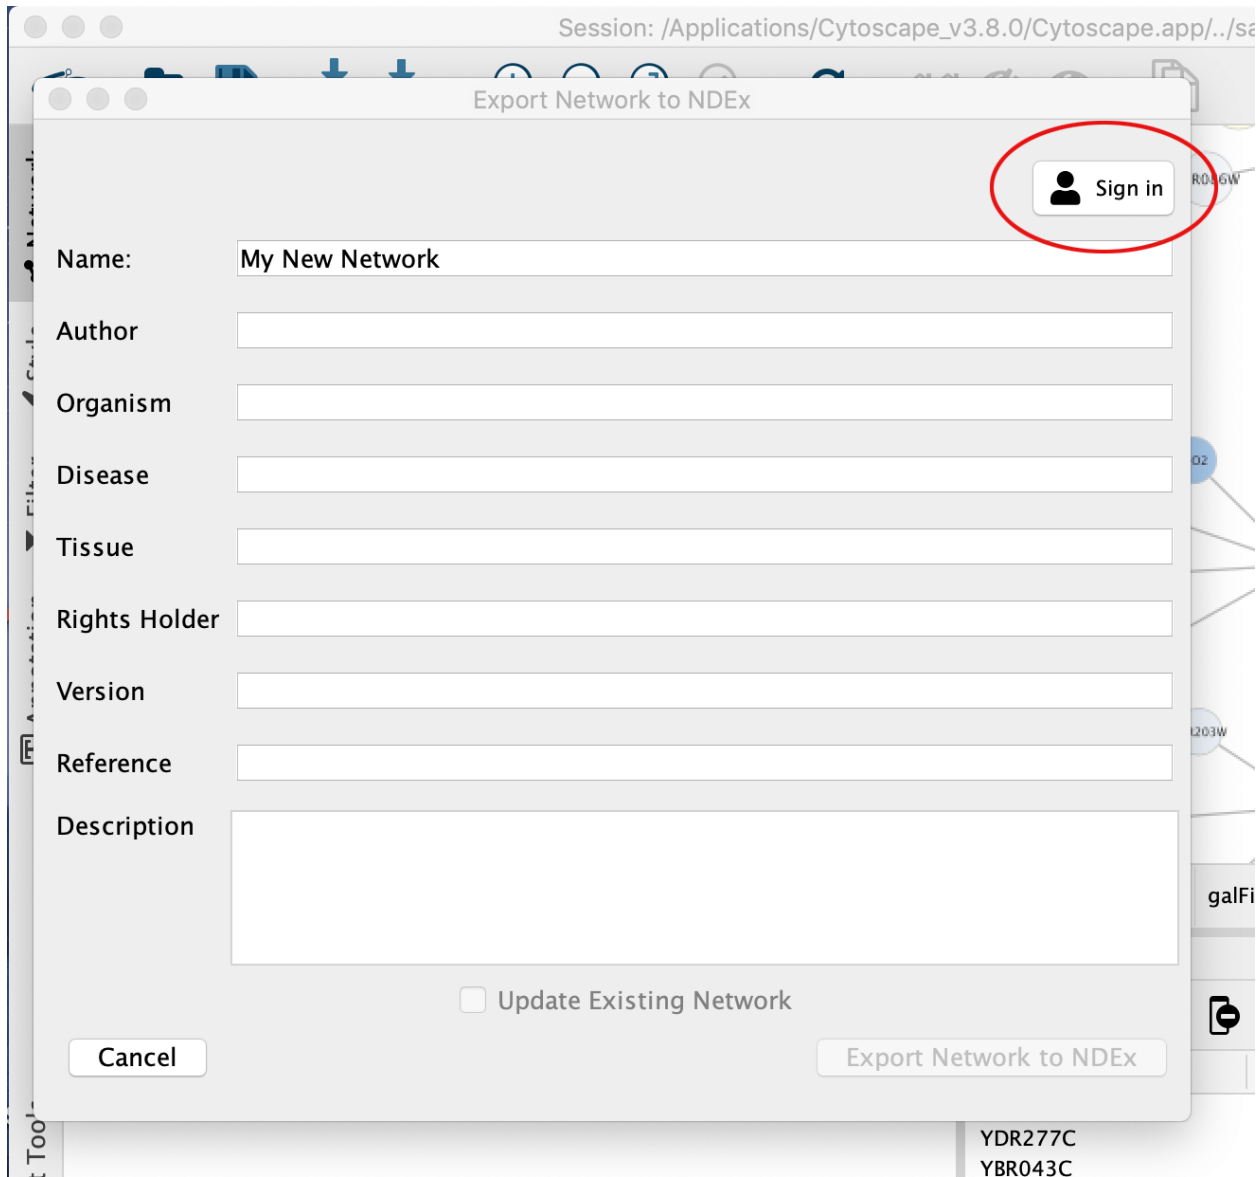 Session: /Applications/Cytoscape_v3.8.0/Cytoscape.app/../sa
Export Network to NDEx
Sign in
Name:
My New Network
Author
Organism
Disease
Tissue
Rights Holder
Version
Reference
Description
Update Existing Network
Cancel
Export Network to NDEx
galFi
YDR277C
YBR043C